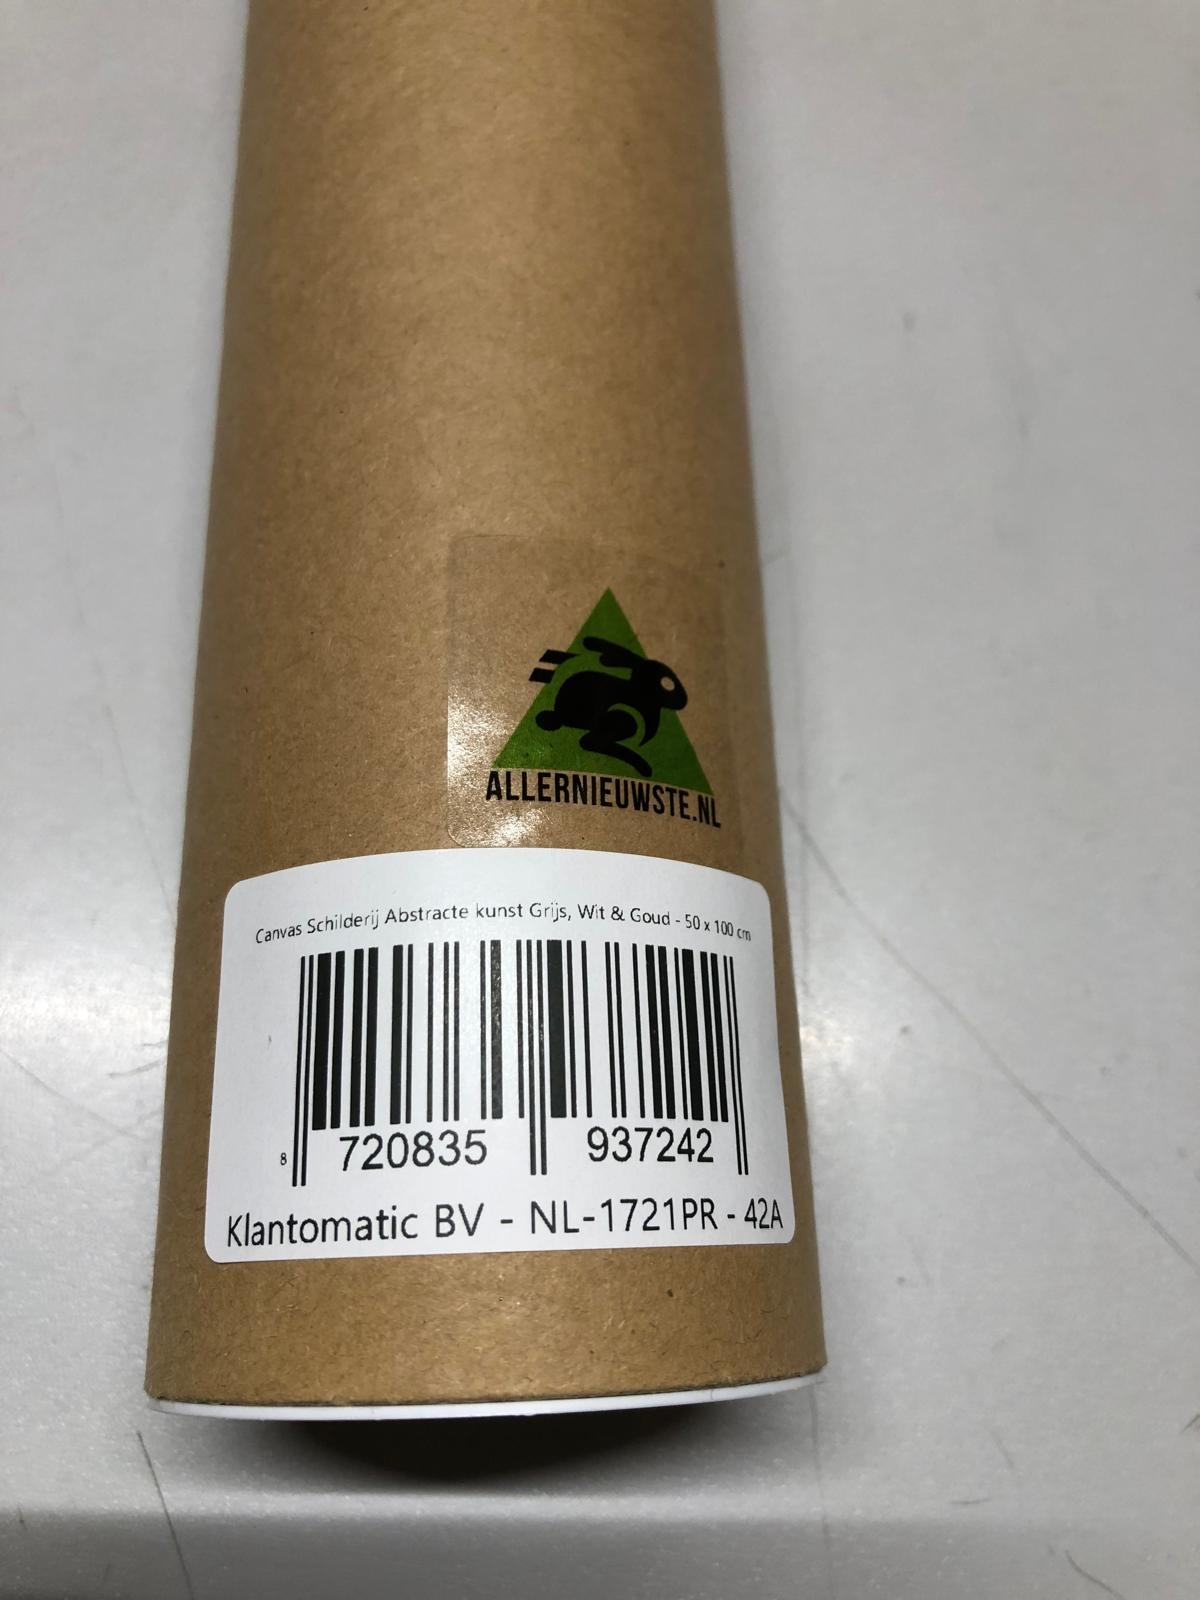 ALLERNIEUWSTE.NL
Canvas Schilderij Abstracte kunst Grijs, Wit & Goud - 50 x 100 cm
8 720835 937242
Klantomatic BV - NL-1721PR - 42A